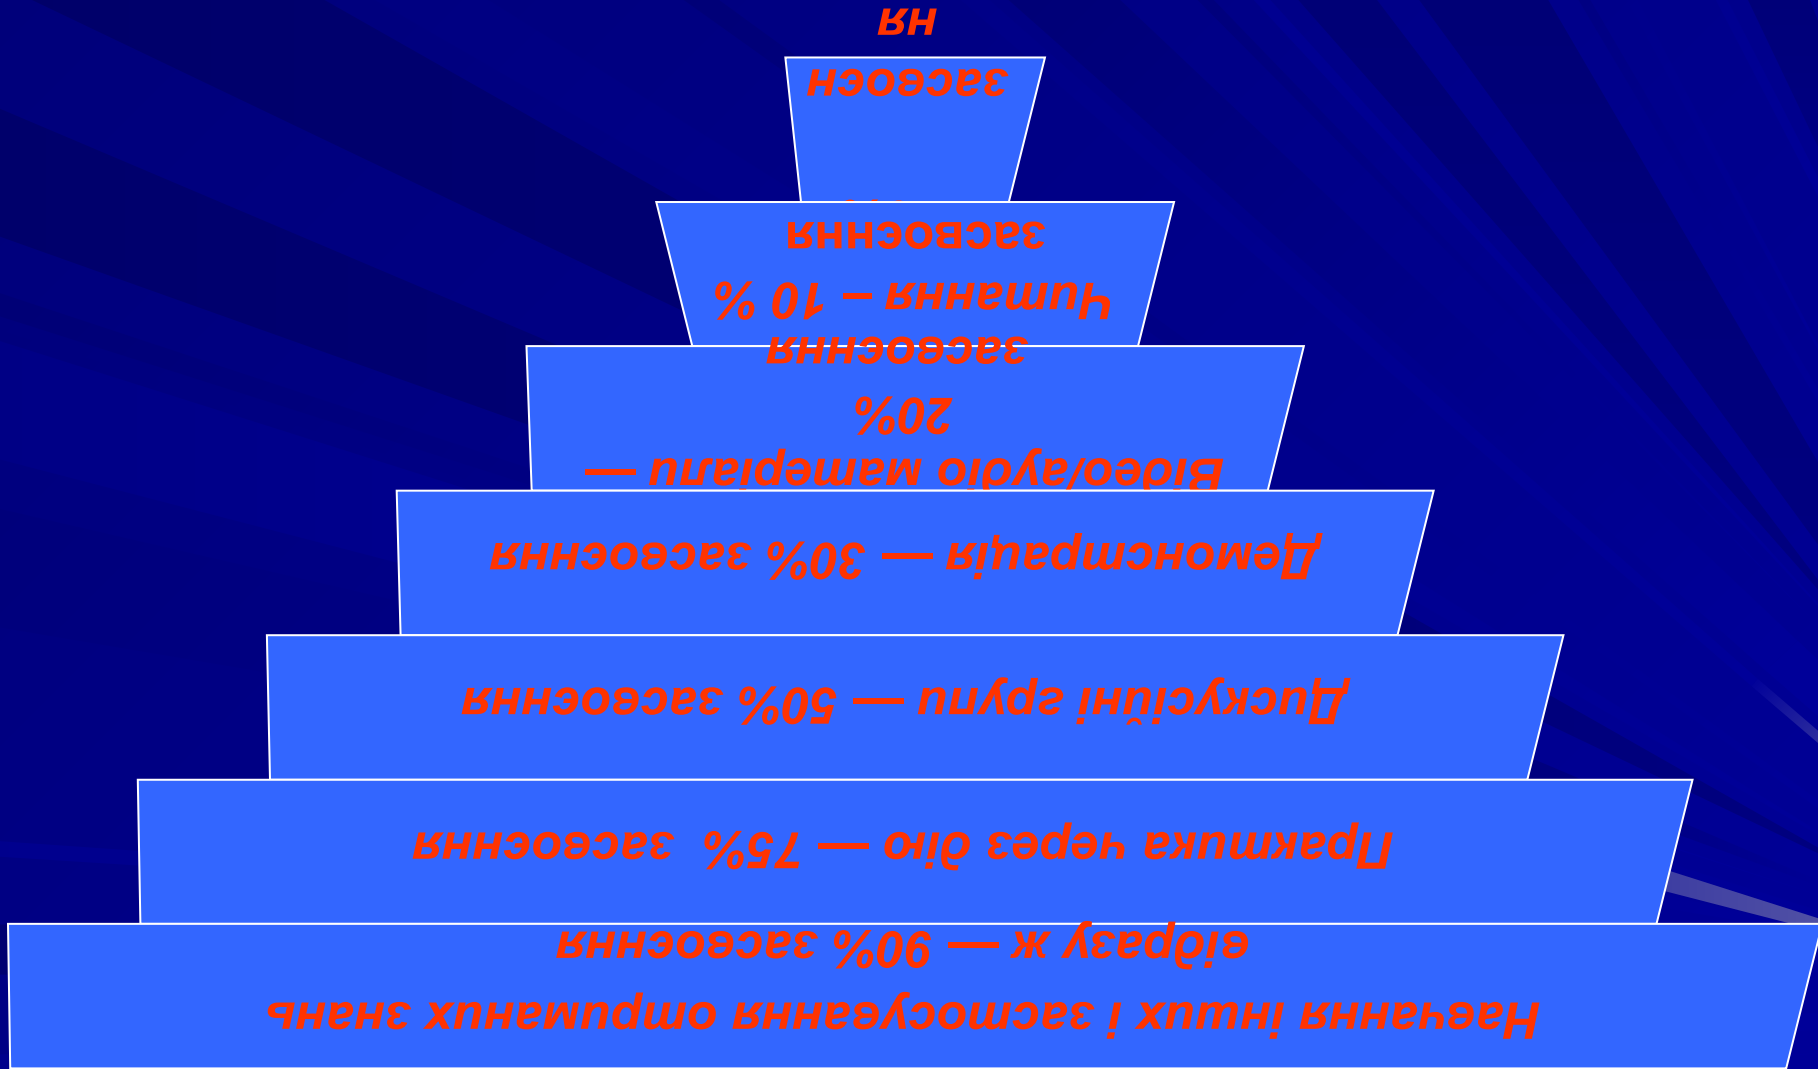 Навчання інших і застосування отриманих знань
відразу ж — 90% засвоєння
Практика через дію — 75% засвоєння
Дискусійні групи — 50% засвоєння
Демонстрація — 30% засвоєння
Відео/аудіо матеріали —
20%
засвоєння
Читання – 10 %
засвоєння
засвоєн
ня